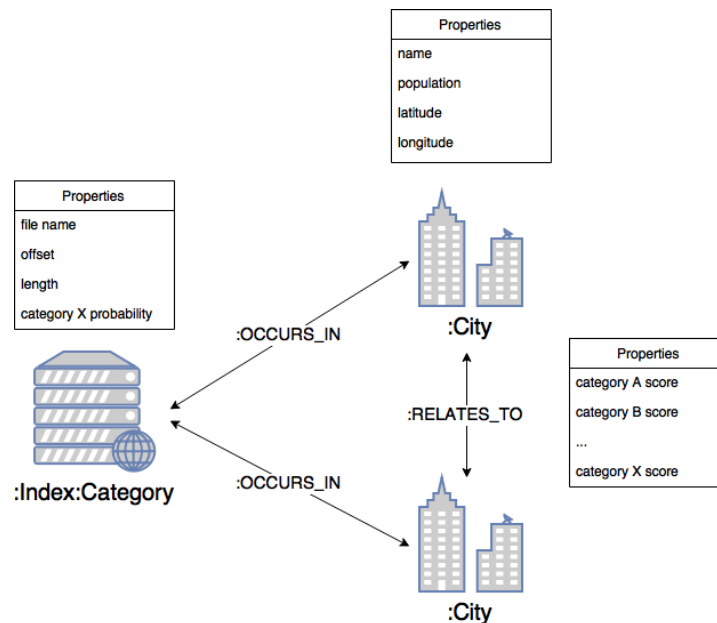 Properties
name
population
latitude
longitude
Properties
file name
offset
length
category X probability
:City
:OCCURS_IN
Properties
category A score
category B score
...
category X score
:RELATES_TO
:Index:Category
:OCCURS_IN
:City